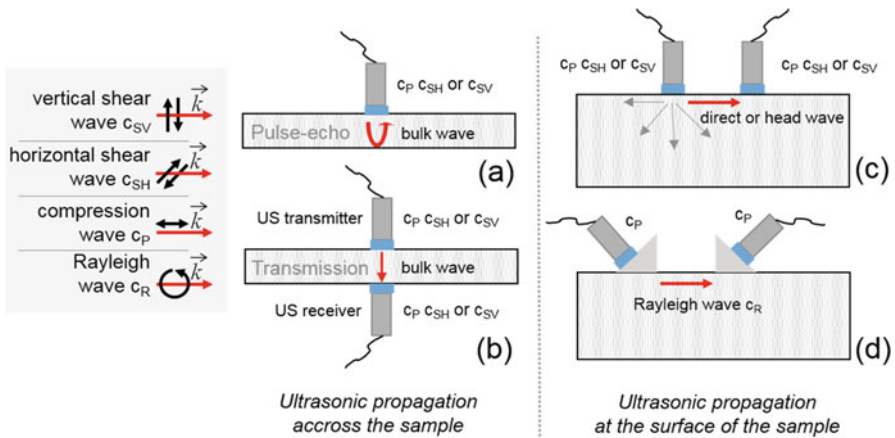 vertical shear
wave c_SV
k
horizontal shear
wave c_SH
k
compression
wave c_P
k
Rayleigh
wave c_R
k
c_P c_SH or c_SV
Pulse-echo
bulk wave
(a)
US transmitter
c_P c_SH or c_SV
Transmission
bulk wave
US receiver
c_P c_SH or c_SV
(b)
Ultrasonic propagation
accross the sample
c_P c_SH or c_SV
c_P c_SH or c_SV
direct or head wave
(c)
c_P
c_P
Rayleigh wave c_R
(d)
Ultrasonic propagation
at the surface of the sample